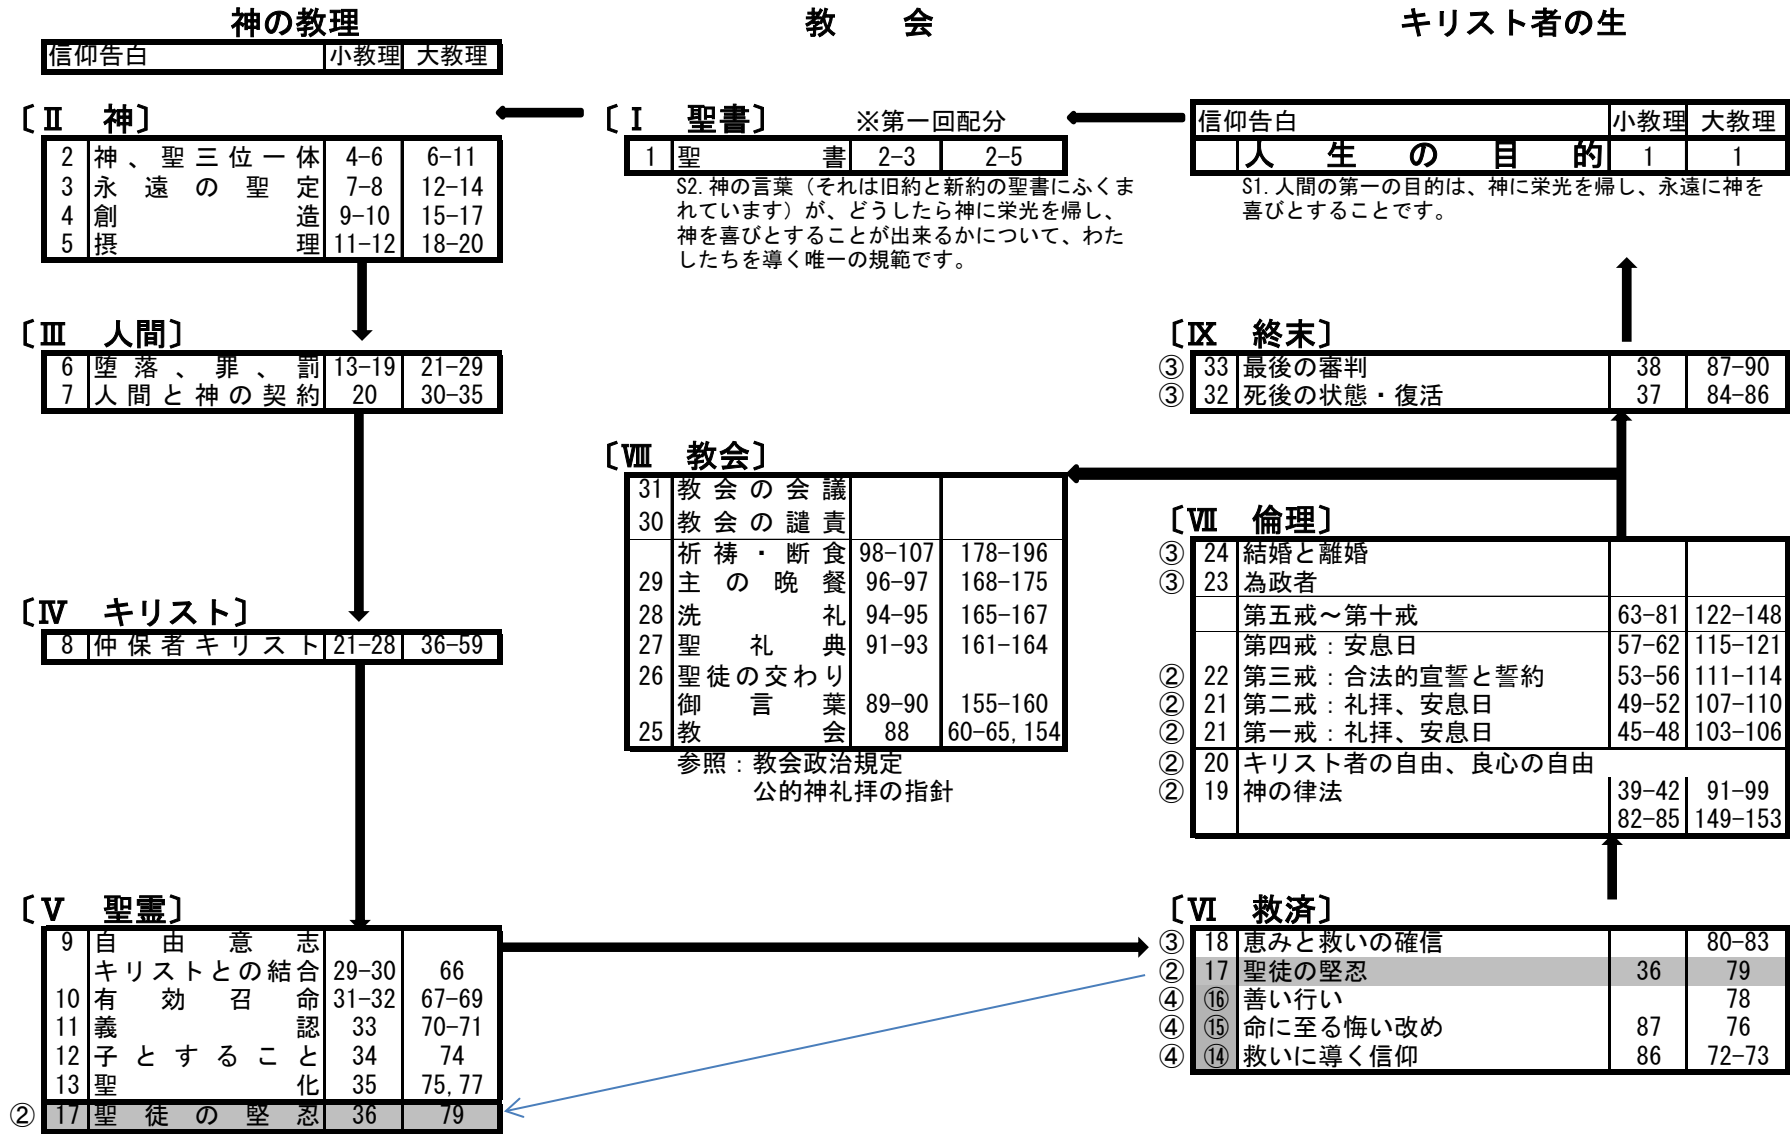 神の教理
信仰告白 小教理 大教理
〔Ⅱ 神〕
2 神、聖三位一体 4-6 6-11
3 永遠の聖定 7-8 12-14
4 創造 9-10 15-17
5 摂理 11-12 18-20
〔Ⅲ 人間〕
6 堕落、罪、罰 13-19 21-29
7 人間と神の契約 20 30-35
〔Ⅳ キリスト〕
8 仲保者キリスト 21-28 36-59
〔Ⅴ 聖霊〕
9 自由意志
キリストとの結合 29-30 66
10 有効召命 31-32 67-69
11 義認 33 70-71
12 子とすること 34 74
13 聖化 35 75,77
② 17 聖徒の堅忍 36 79
教会
〔Ⅰ 聖書〕 ※第一回配分
1 聖書 2-3 2-5
S2.神の言葉（それは旧約と新約の聖書にふくま
れています）が、どうしたら神に栄光を帰し、
神を喜びとすることが出来るかについて、わた
したちを導く唯一の規範です。
〔Ⅷ 教会〕
31 教会の会議
30 教会の譴責
祈祷・断食 98-107 178-196
29 主の晩餐 96-97 168-175
28 洗礼 94-95 165-167
27 聖礼典 91-93 161-164
26 聖徒の交わり
御言葉 89-90 155-160
25 教会 88 60-65,154
参照：教会政治規定
公的神礼拝の指針
キリスト者の生
信仰告白 小教理 大教理
人生の目的 1 1
S1.人間の第一の目的は、神に栄光を帰し、永遠に神を
喜びとすることです。
〔Ⅸ 終末〕
③ 33 最後の審判 38 87-90
③ 32 死後の状態・復活 37 84-86
〔Ⅶ 倫理〕
③ 24 結婚と離婚
③ 23 為政者
第五戒～第十戒 63-81 122-148
第四戒：安息日 57-62 115-121
② 22 第三戒：合法的宣誓と誓約 53-56 111-114
② 21 第二戒：礼拝、安息日 49-52 107-110
② 21 第一戒：礼拝、安息日 45-48 103-106
② 20 キリスト者の自由、良心の自由
② 19 神の律法 39-42 91-99
82-85 149-153
〔Ⅵ 救済〕
③ 18 恵みと救いの確信 80-83
② 17 聖徒の堅忍 36 79
④ ⑯ 善い行い 78
④ ⑮ 命に至る悔い改め 87 76
④ ⑭ 救いに導く信仰 86 72-73